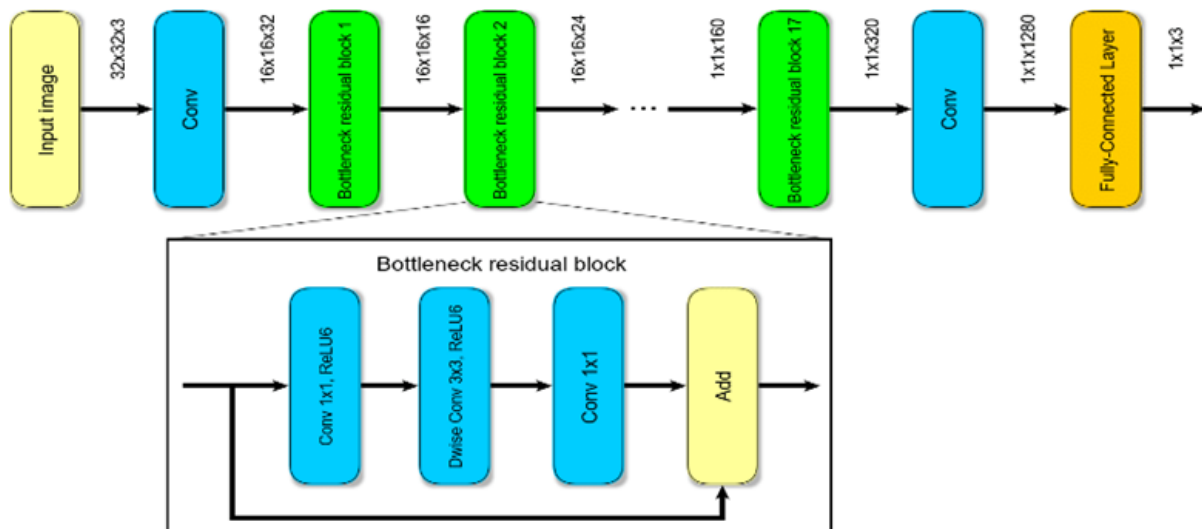 Input image
32x32x3
Conv
16x16x32
Bottleneck residual block 1
16x16x16
Bottleneck residual block 2
16x16x24
...
1x1x160
Bottleneck residual block 17
1x1x320
Conv
1x1x1280
Fully-Connected Layer
1x1x3
Bottleneck residual block
Conv 1x1, ReLU6
Dwise Conv 3x3, ReLU6
Conv 1x1
Add